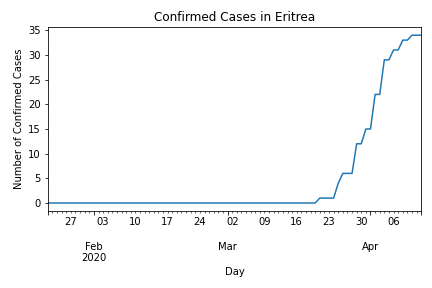 Confirmed Cases in Eritrea
Number of Confirmed Cases
35
30
25
20
15
10
5
0
27 03 10 17 24 02 09 16 23 30 06
Feb Mar Apr
2020
Day